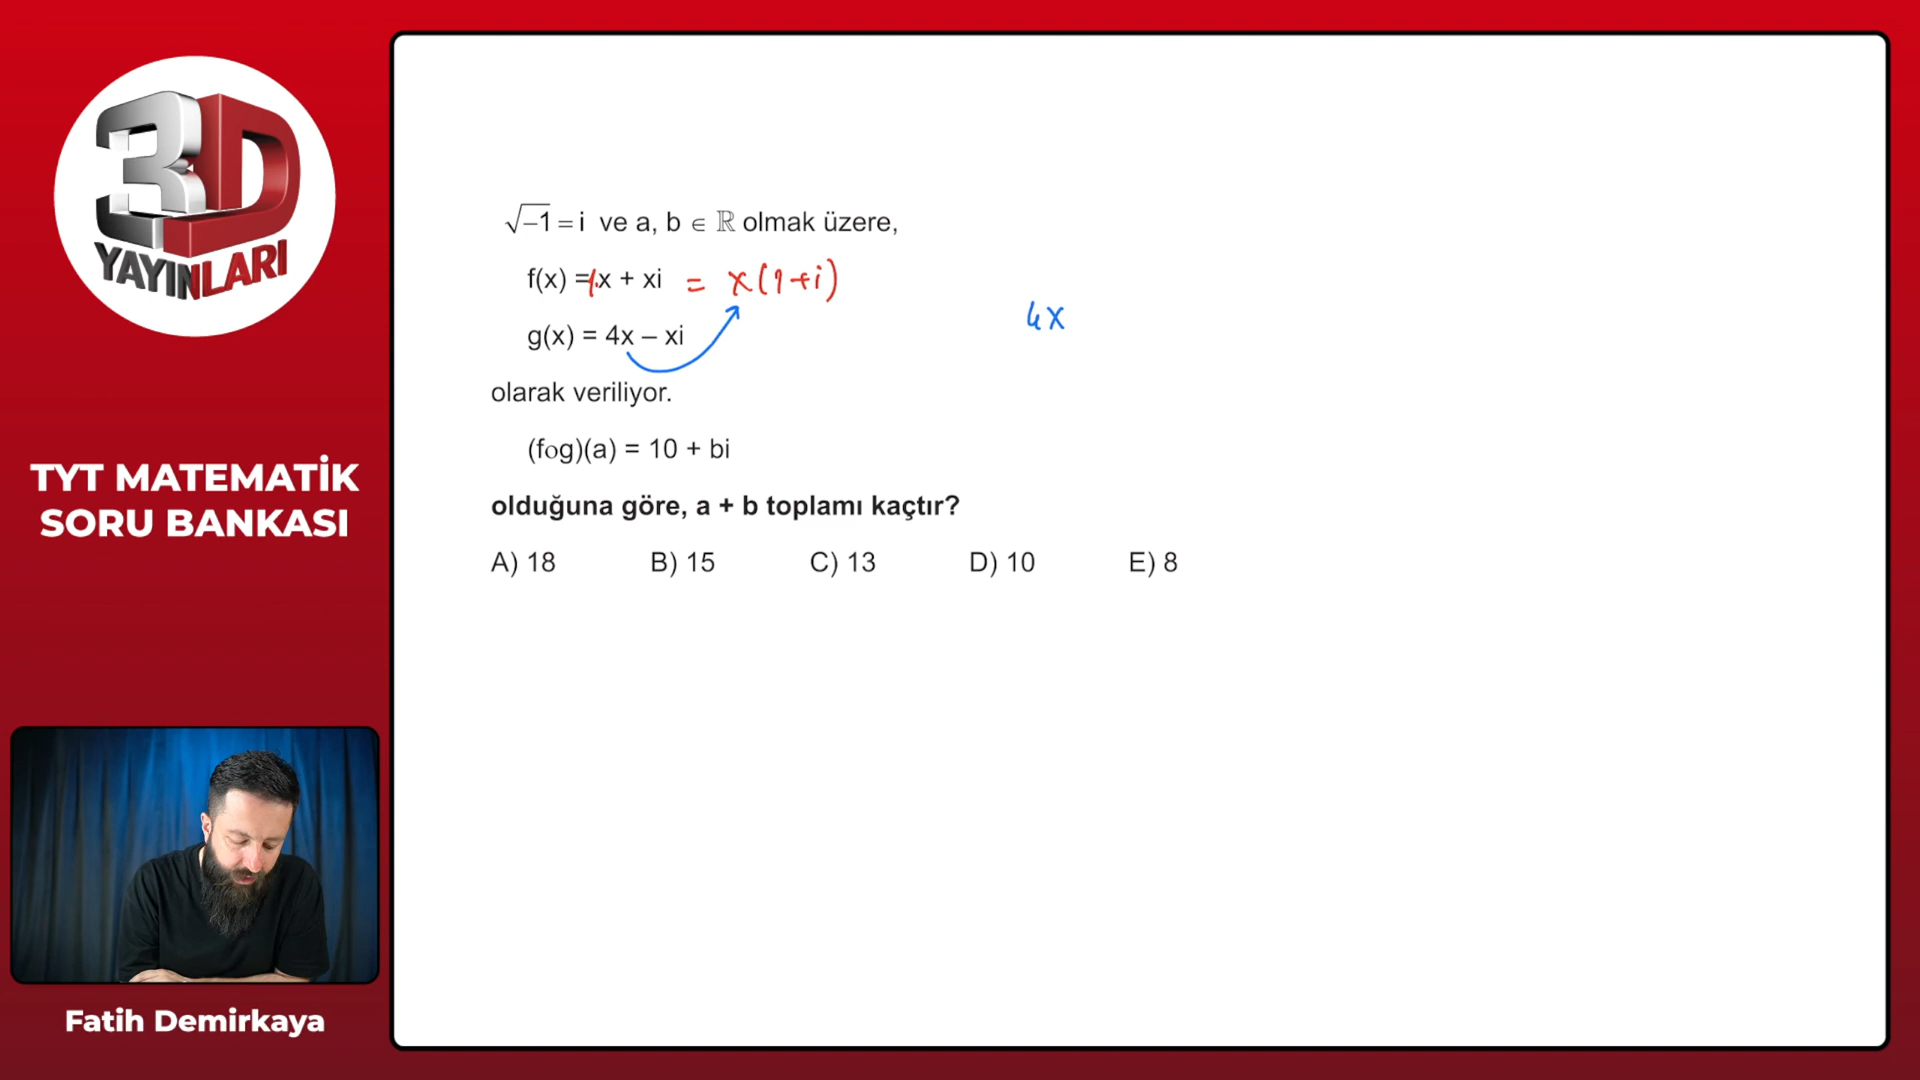 3D
YAYINLARI
TYT MATEMATİK
SORU BANKASI
Fatih Demirkaya
√-1 = i ve a, b ∈ ℝ olmak üzere,
f(x) = 1.x + xi = x(1+i)
4x
g(x) = 4x – xi
olarak veriliyor.
(fog)(a) = 10 + bi
olduğuna göre, a + b toplamı kaçtır?
A) 18 B) 15 C) 13 D) 10 E) 8